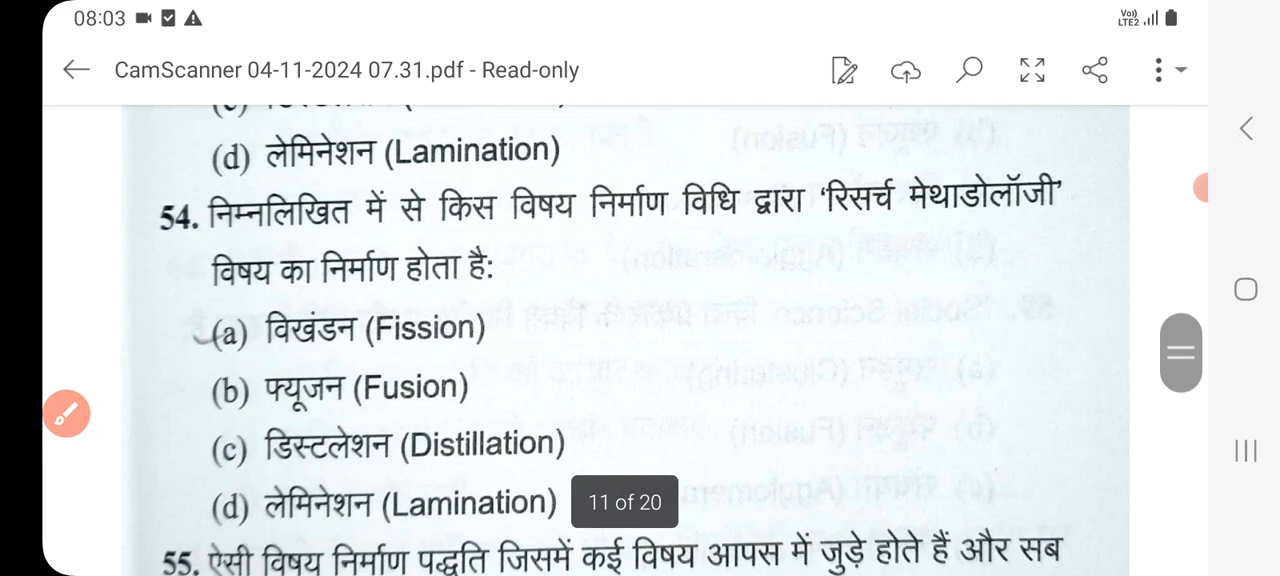 08:03
Vo)) LTE2
CamScanner 04-11-2024 07.31.pdf - Read-only
(d) लेमिनेशन (Lamination)
54. निम्नलिखित में से किस विषय निर्माण विधि द्वारा ‘रिसर्च मेथाडोलॉजी’
विषय का निर्माण होता है:
(a) विखंडन (Fission)
(b) फ्यूजन (Fusion)
(c) डिस्टलेशन (Distillation)
(d) लेमिनेशन (Lamination)
11 of 20
55. ऐसी विषय निर्माण पद्धति जिसमें कई विषय आपस में जुड़े होते हैं और सब